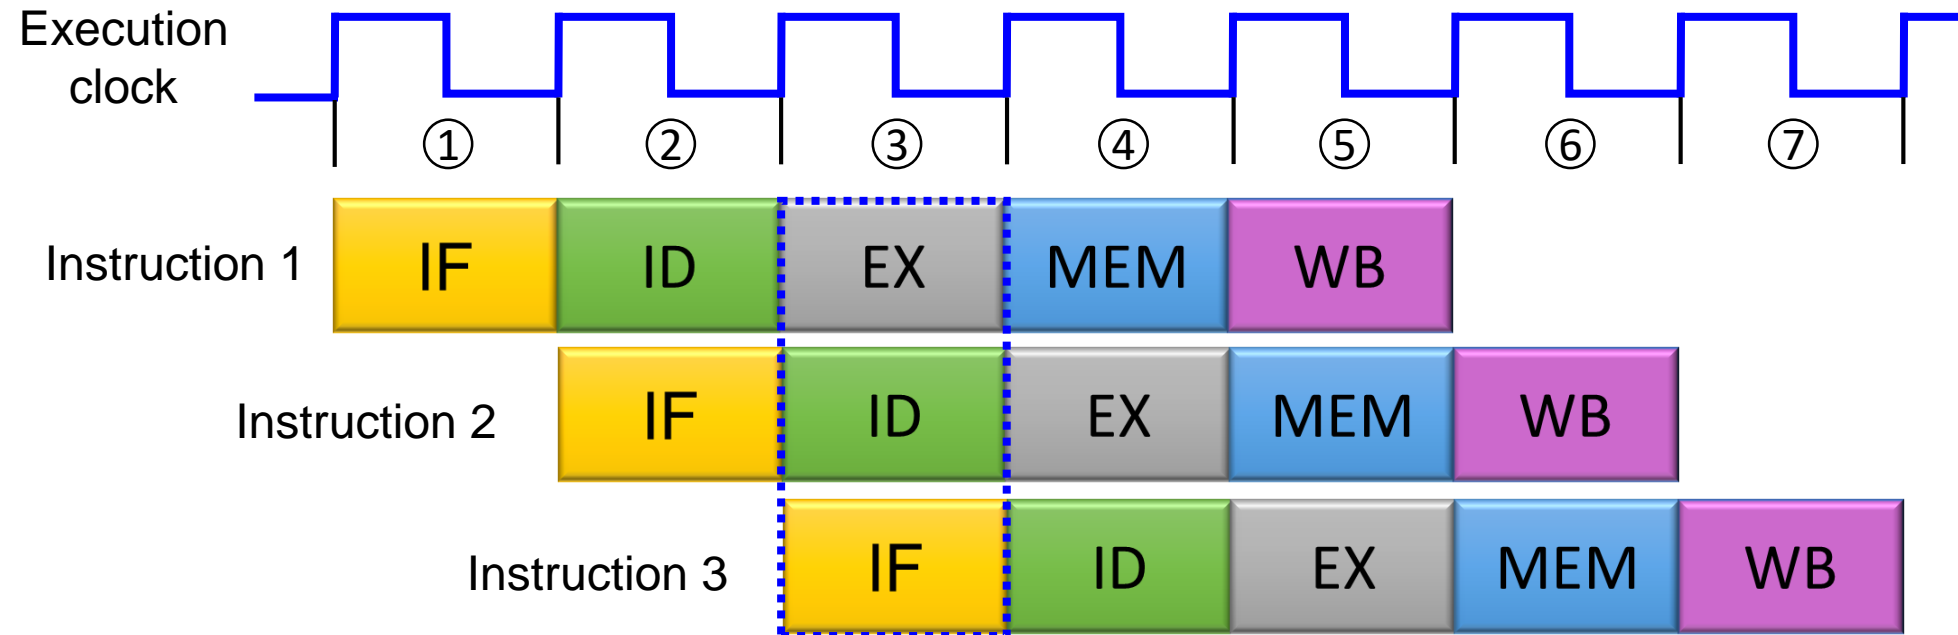 Execution
clock
① ② ③ ④ ⑤ ⑥ ⑦
Instruction 1 IF ID EX MEM WB
Instruction 2 IF ID EX MEM WB
Instruction 3 IF ID EX MEM WB